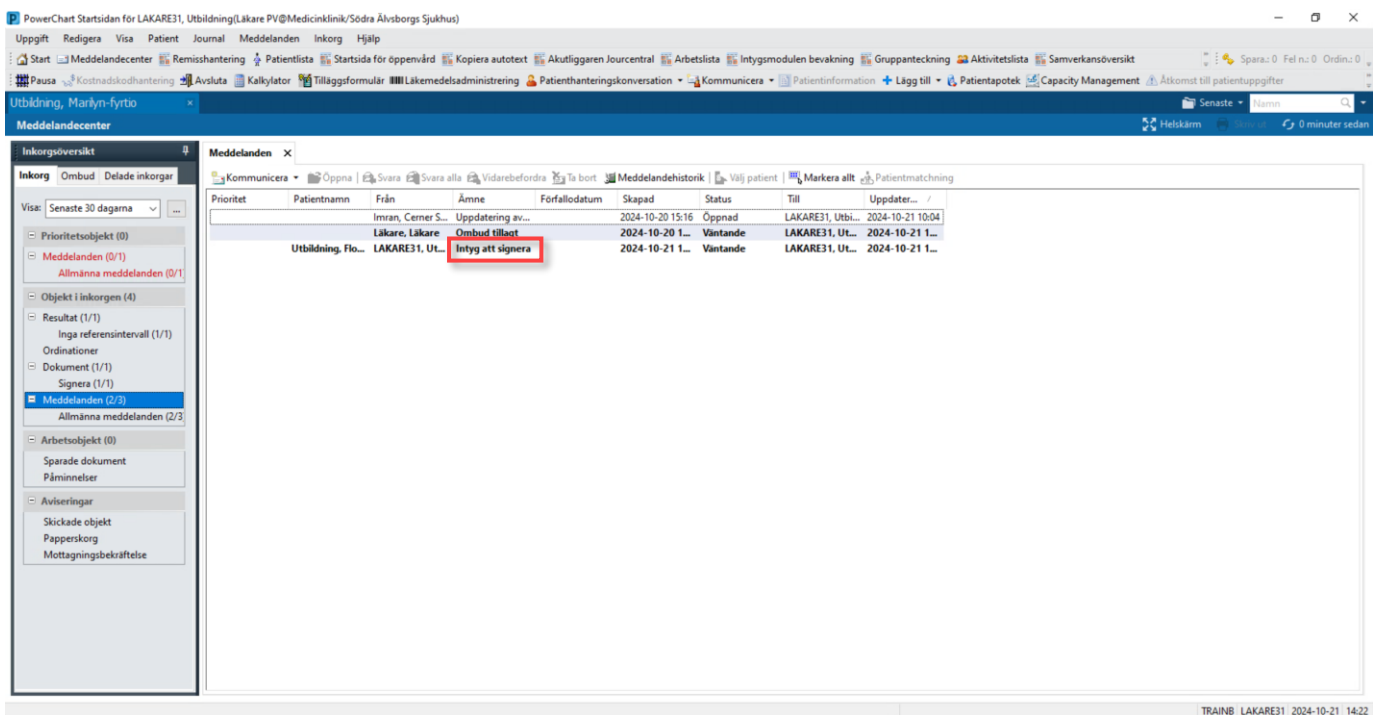 PowerChart Startsidan för LAKARE31, Utbildning(Läkare PV@Medicinklinik/Södra Älvsborgs Sjukhus)
Uppgift Redigera Visa Patient Journal Meddelanden Inkorg Hjälp
Start Meddelandecenter Remisshantering Patientlista Startsida för öppenvård Kopiera autotext Akutliggaren Jourcentral Arbetslista Intygsmodulen bevakning Gruppanteckning Aktivitetslista Samverkansöversikt Spara.: 0 Fel n.: 0 Ordin.: 0
Pausa Kostnadskodhantering Avsluta Kalkylator Tilläggsformulär Läkemedelsadministrering Patienthanteringskonversation Kommunicera Patientinformation Lägg till Patientapotek Capacity Management Åtkomst till patientuppgifter
Utbildning, Marilyn-fyrtio × Senaste Namn
Meddelandecenter Helskärm Skriv ut 0 minuter sedan
Inkorgsöversikt
Inkorg Ombud Delade inkorgar
Visa: Senaste 30 dagarna ...
Prioritetsobjekt (0)
Meddelanden (0/1)
Allmänna meddelanden (0/1
Objekt i inkorgen (4)
Resultat (1/1)
Inga referensintervall (1/1)
Ordinationer
Dokument (1/1)
Signera (1/1)
Meddelanden (2/3)
Allmänna meddelanden (2/3
Arbetsobjekt (0)
Sparade dokument
Påminnelser
Aviseringar
Skickade objekt
Papperskorg
Mottagningsbekräftelse
Meddelanden ×
Kommunicera Öppna Svara Svara alla Vidarebefordra Ta bort Meddelandehistorik Välj patient Markera allt Patientmatchning
Prioritet Patientnamn Från Ämne Förfallodatum Skapad Status Till Uppdater...
Imran, Cerner S... Uppdatering av... 2024-10-20 15:16 Öppnad LAKARE31, Utbi... 2024-10-21 10:04
Läkare, Läkare Ombud tillagt 2024-10-20 1... Väntande LAKARE31, Ut... 2024-10-21 1...
Utbildning, Flo... LAKARE31, Ut... Intyg att signera 2024-10-21 1... Väntande LAKARE31, Ut... 2024-10-21 1...
TRAINB LAKARE31 2024-10-21 14:22